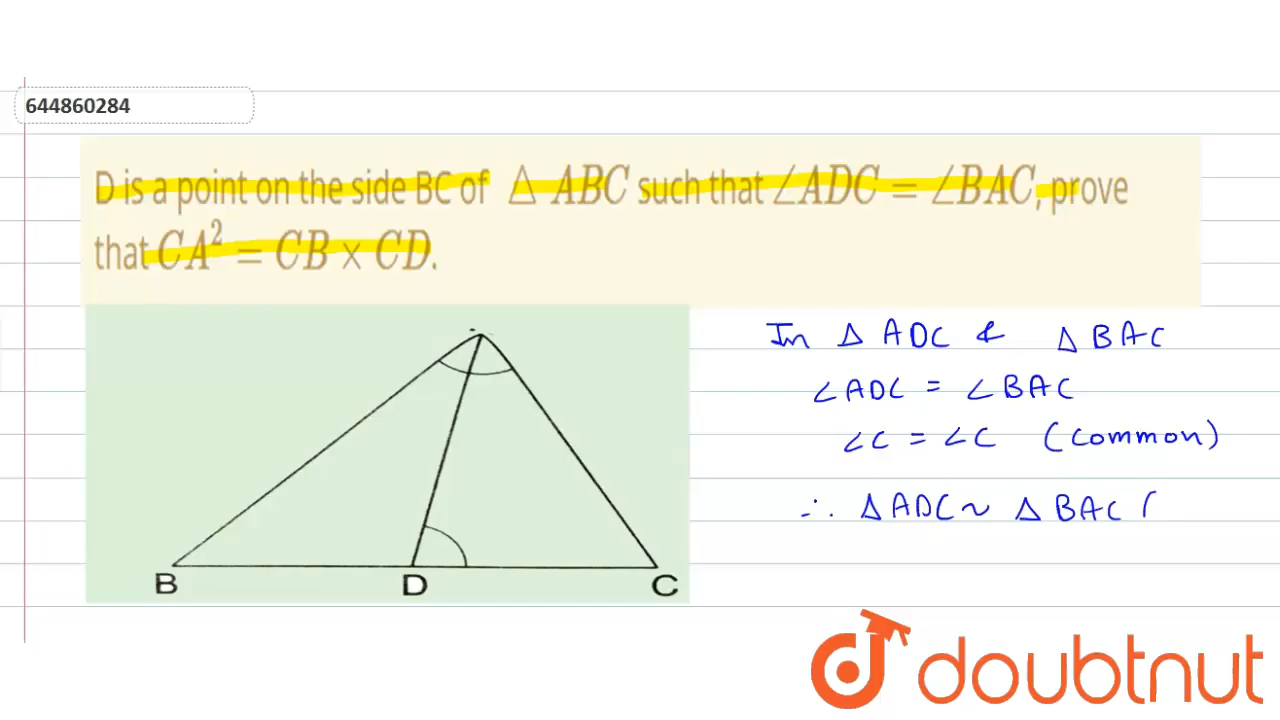 644860284
D is a point on the side BC of △ABC such that ∠ADC = ∠BAC, prove
that CA² = CB × CD.
In △ ADC & △ BAC
∠ADC = ∠BAC
∠C = ∠C (Common)
∴ △ADC ~ △BAC (
B
D
C
doubtnut